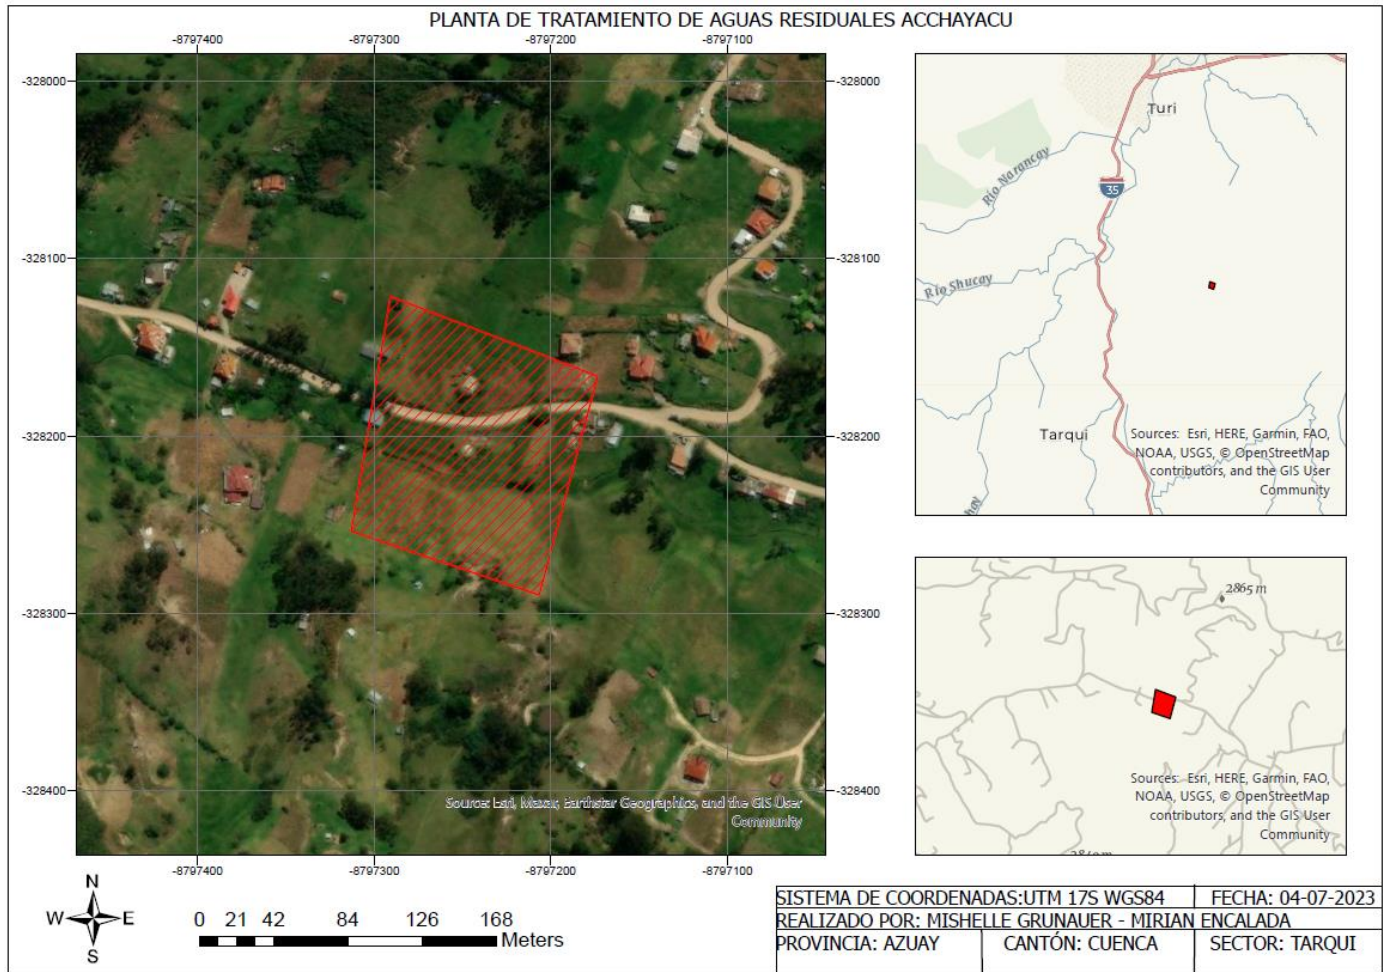 PLANTA DE TRATAMIENTO DE AGUAS RESIDUALES ACCHAYACU
-8797400 -8797300 -8797200 -8797100
-328000 -328000
-328100 -328100
-328200 -328200
-328300 -328300
-328400 -328400
Source: Esri, Maxar, Earthstar Geographics, and the GIS User
Community
-8797400 -8797300 -8797200 -8797100
Turi
Río Narancay
35
Río Shucay
Tarqui
Sources: Esri, HERE, Garmin, FAO,
NOAA, USGS, © OpenStreetMap
contributors, and the GIS User
Community
hay
2865 m
Sources: Esri, HERE, Garmin, FAO,
NOAA, USGS, © OpenStreetMap
contributors, and the GIS User
Community
N
W E
S
0 21 42 84 126 168
Meters
SISTEMA DE COORDENADAS:UTM 17S WGS84 FECHA: 04-07-2023
REALIZADO POR: MISHELLE GRUNAUER - MIRIAN ENCALADA
PROVINCIA: AZUAY CANTÓN: CUENCA SECTOR: TARQUI